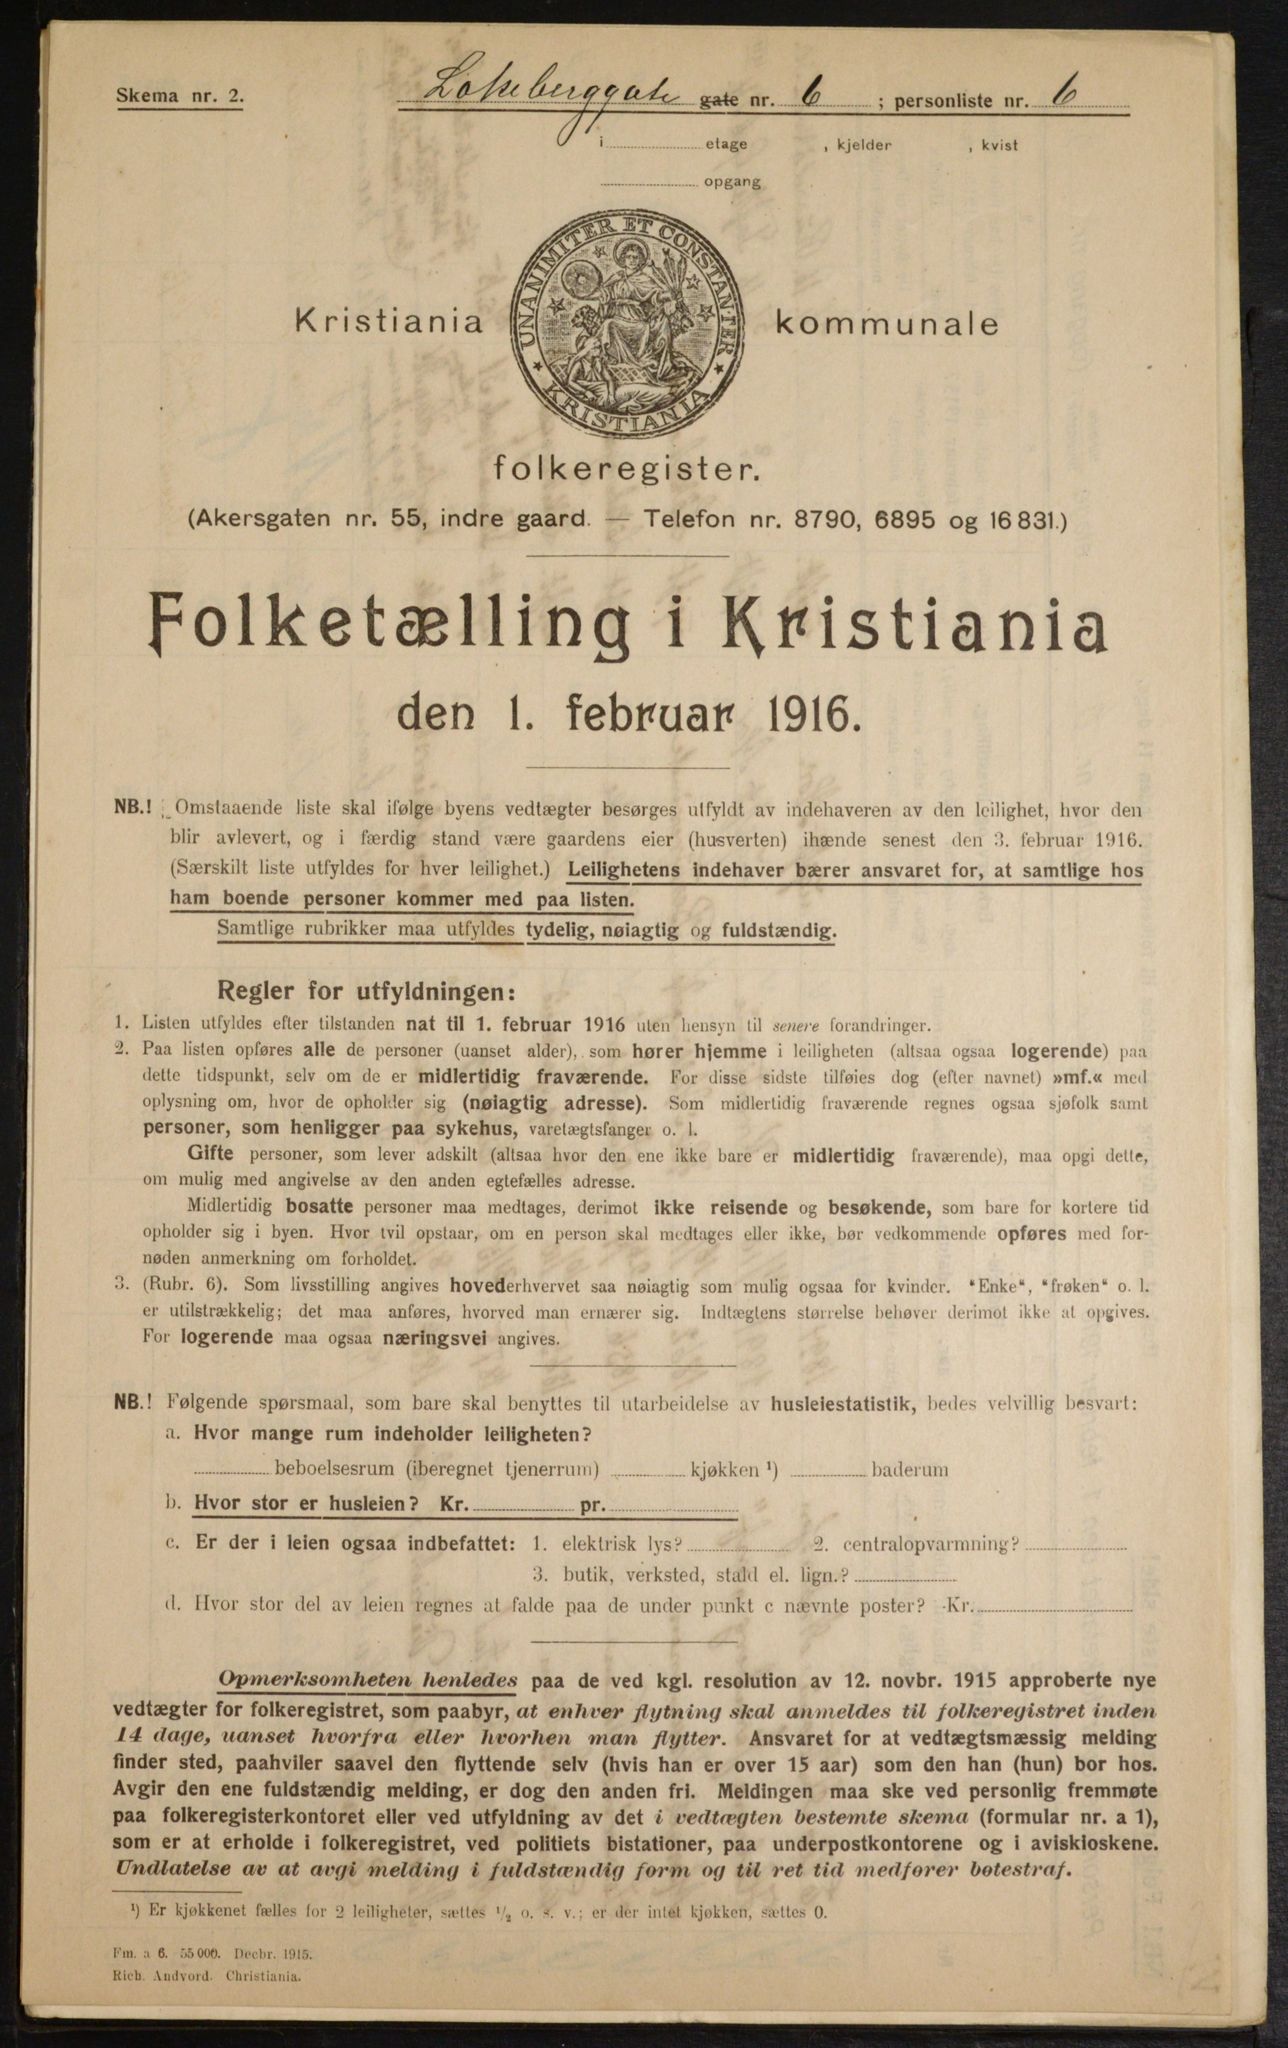 Skema nr. 2.
Lakeberggata gate nr. 6 ; personliste nr. 6
i etage , kjelder , kvist
opgang
UNANIMITER ET CONSTANTER
KRISTIANIA
Kristiania kommunale
folkeregister.
(Akersgaten nr. 55, indre gaard. — Telefon nr. 8790, 6895 og 16831.)
Folketælling i Kristiania
den 1. februar 1916.
NB.! Omstaaende liste skal ifølge byens vedtægter besørges utfyldt av indehaveren av den leilighet, hvor den
blir avlevert, og i færdig stand være gaardens eier (husverten) ihænde senest den 3. februar 1916.
(Særskilt liste utfyldes for hver leilighet.) Leilighetens indehaver bærer ansvaret for, at samtlige hos
ham boende personer kommer med paa listen.
Samtlige rubrikker maa utfyldes tydelig, nøiagtig og fuldstændig.
Regler for utfyldningen:
1. Listen utfyldes efter tilstanden nat til 1. februar 1916 uten hensyn til senere forandringer.
2. Paa listen opføres alle de personer (uanset alder), som hører hjemme i leiligheten (altsaa ogsaa logerende) paa
dette tidspunkt, selv om de er midlertidig fraværende. For disse sidste tilføies dog (efter navnet) »mf.« med
oplysning om, hvor de opholder sig (nøiagtig adresse). Som midlertidig fraværende regnes ogsaa sjøfolk samt
personer, som henligger paa sykehus, varetægtsfanger o. l.
Gifte personer, som lever adskilt (altsaa hvor den ene ikke bare er midlertidig fraværende), maa opgi dette,
om mulig med angivelse av den anden egtefælles adresse.
Midlertidig bosatte personer maa medtages, derimot ikke reisende og besøkende, som bare for kortere tid
opholder sig i byen. Hvor tvil opstaar, om en person skal medtages eller ikke, bør vedkommende opføres med for-
nøden anmerkning om forholdet.
3. (Rubr. 6). Som livsstilling angives hovederhvervet saa nøiagtig som mulig ogsaa for kvinder. "Enke", "frøken" o. l.
er utilstrækkelig; det maa anføres, hvorved man ernærer sig. Indtægtens størrelse behøver derimot ikke at opgives.
For logerende maa ogsaa næringsvei angives.
NB.! Følgende spørsmaal, som bare skal benyttes til utarbeidelse av husleiestatistik, bedes velvillig besvart:
a. Hvor mange rum indeholder leiligheten?
beboelsesrum (iberegnet tjenerrum) kjøkken ¹) baderum
b. Hvor stor er husleien? Kr. pr.
c. Er der i leien ogsaa indbefattet: 1. elektrisk lys? 2. centralopvarmning?
3. butik, verksted, stald el. lign.?
d. Hvor stor del av leien regnes at falde paa de under punkt c nævnte poster? Kr.
Opmerksomheten henledes paa de ved kgl. resolution av 12. novbr. 1915 approberte nye
vedtægter for folkeregistret, som paabyr, at enhver flytning skal anmeldes til folkeregistret inden
14 dage, uanset hvorfra eller hvorhen man flytter. Ansvaret for at vedtægtsmæssig melding
finder sted, paahviler saavel den flyttende selv (hvis han er over 15 aar) som den han (hun) bor hos.
Avgir den ene fuldstændig melding, er dog den anden fri. Meldingen maa ske ved personlig fremmøte
paa folkeregisterkontoret eller ved utfyldning av det i vedtægten bestemte skema (formular nr. a 1),
som er at erholde i folkeregistret, ved politiets bistationer, paa underpostkontorene og i aviskioskene.
Undlatelse av at avgi melding i fuldstændig form og til ret tid medfører bøtestraf.
¹) Er kjøkkenet fælles for 2 leiligheter, sættes ½ o. s. v.; er der intet kjøkken, sættes 0.
Fm. a 6. 55000. Decbr. 1915.
Rich. Andvord. Christiania.